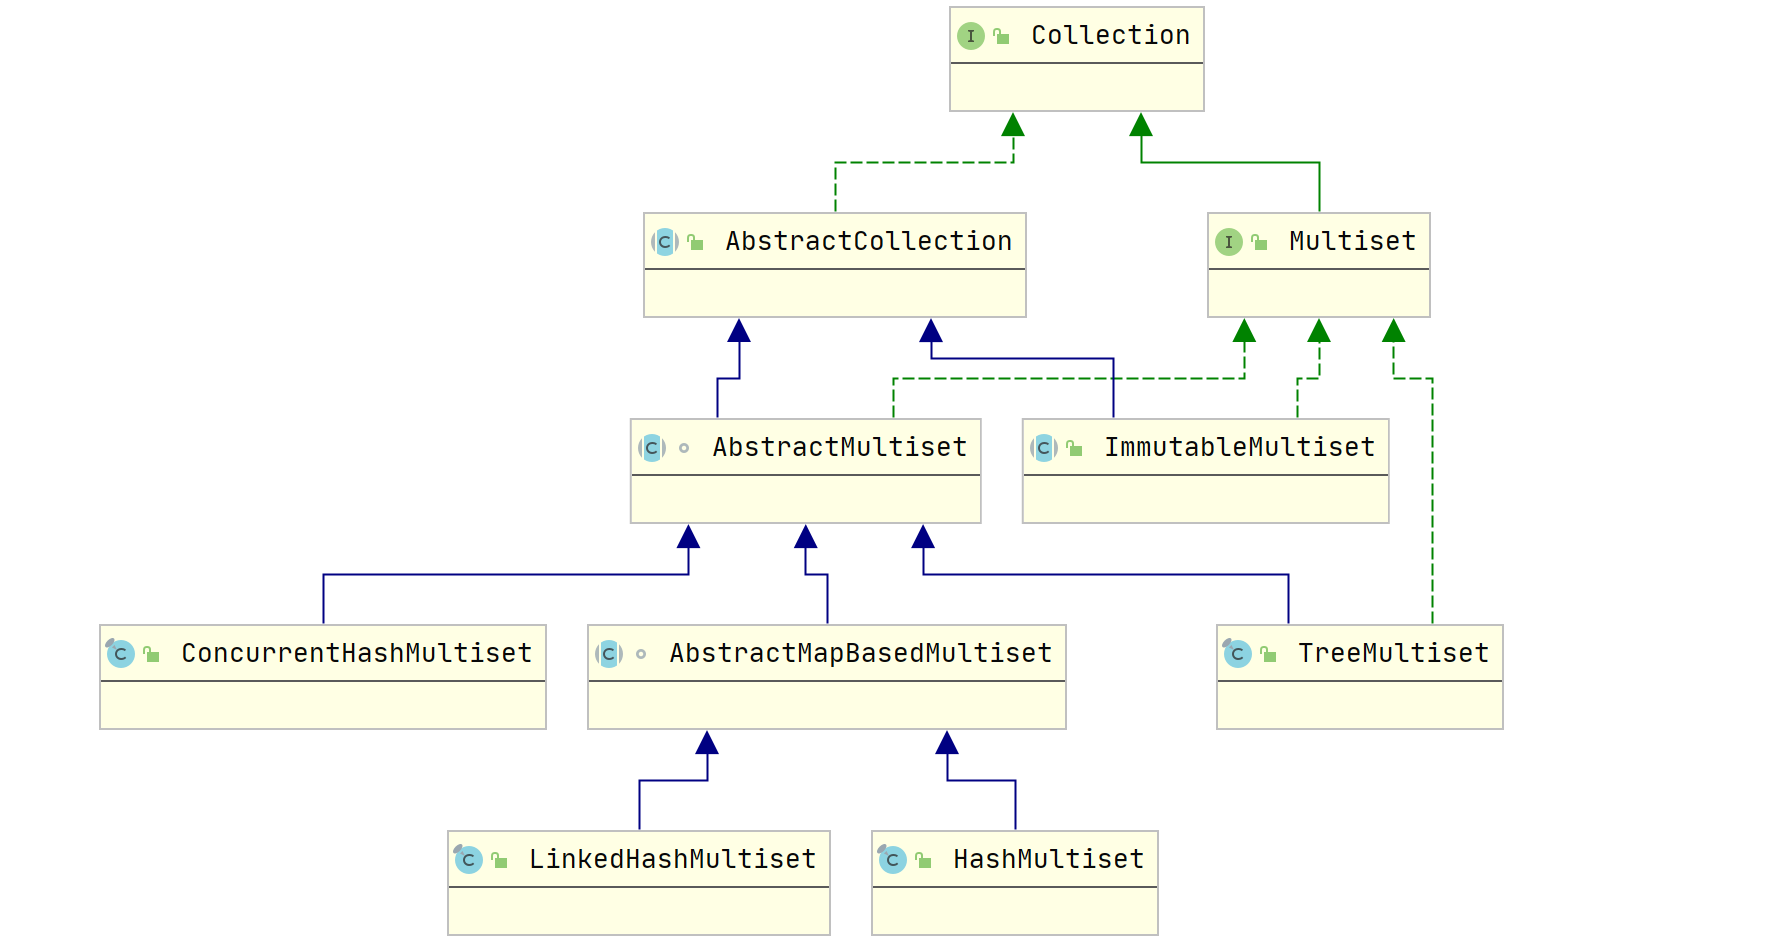 I Collection
C AbstractCollection
I Multiset
C AbstractMultiset
C ImmutableMultiset
C ConcurrentHashMultiset
C AbstractMapBasedMultiset
C TreeMultiset
C LinkedHashMultiset
C HashMultiset